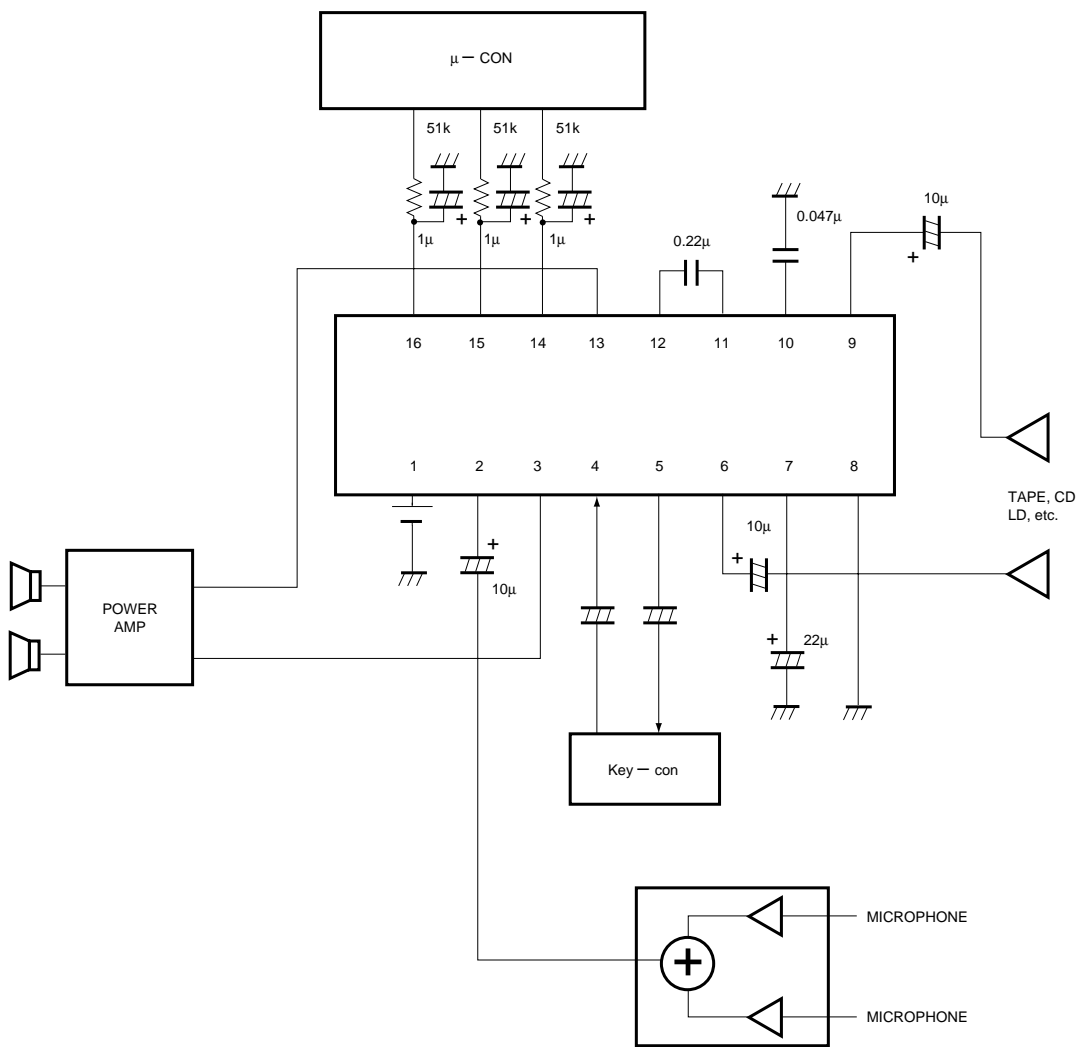 μ － CON
51k 51k 51k
+ + +
1μ 1μ 1μ
0.22μ
0.047μ
10μ
+
16 15 14 13 12 11 10 9
1 2 3 4 5 6 7 8
TAPE, CD
LD, etc.
+
10μ
10μ
+
POWER
AMP
+
22μ
Key － con
MICROPHONE
+
MICROPHONE